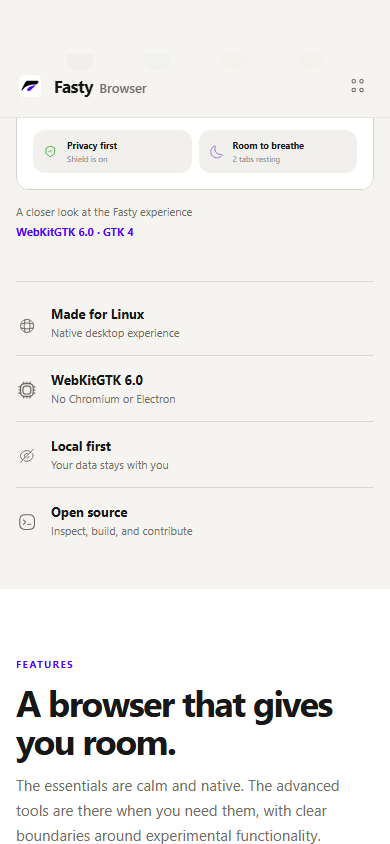 Fasty Browser
Privacy first
Shield is on
Room to breathe
2 tabs resting
A closer look at the Fasty experience
WebKitGTK 6.0 · GTK 4
Made for Linux
Native desktop experience
WebKitGTK 6.0
No Chromium or Electron
Local first
Your data stays with you
Open source
Inspect, build, and contribute
FEATURES
A browser that gives
you room.
The essentials are calm and native. The advanced
tools are there when you need them, with clear
boundaries around experimental functionality.